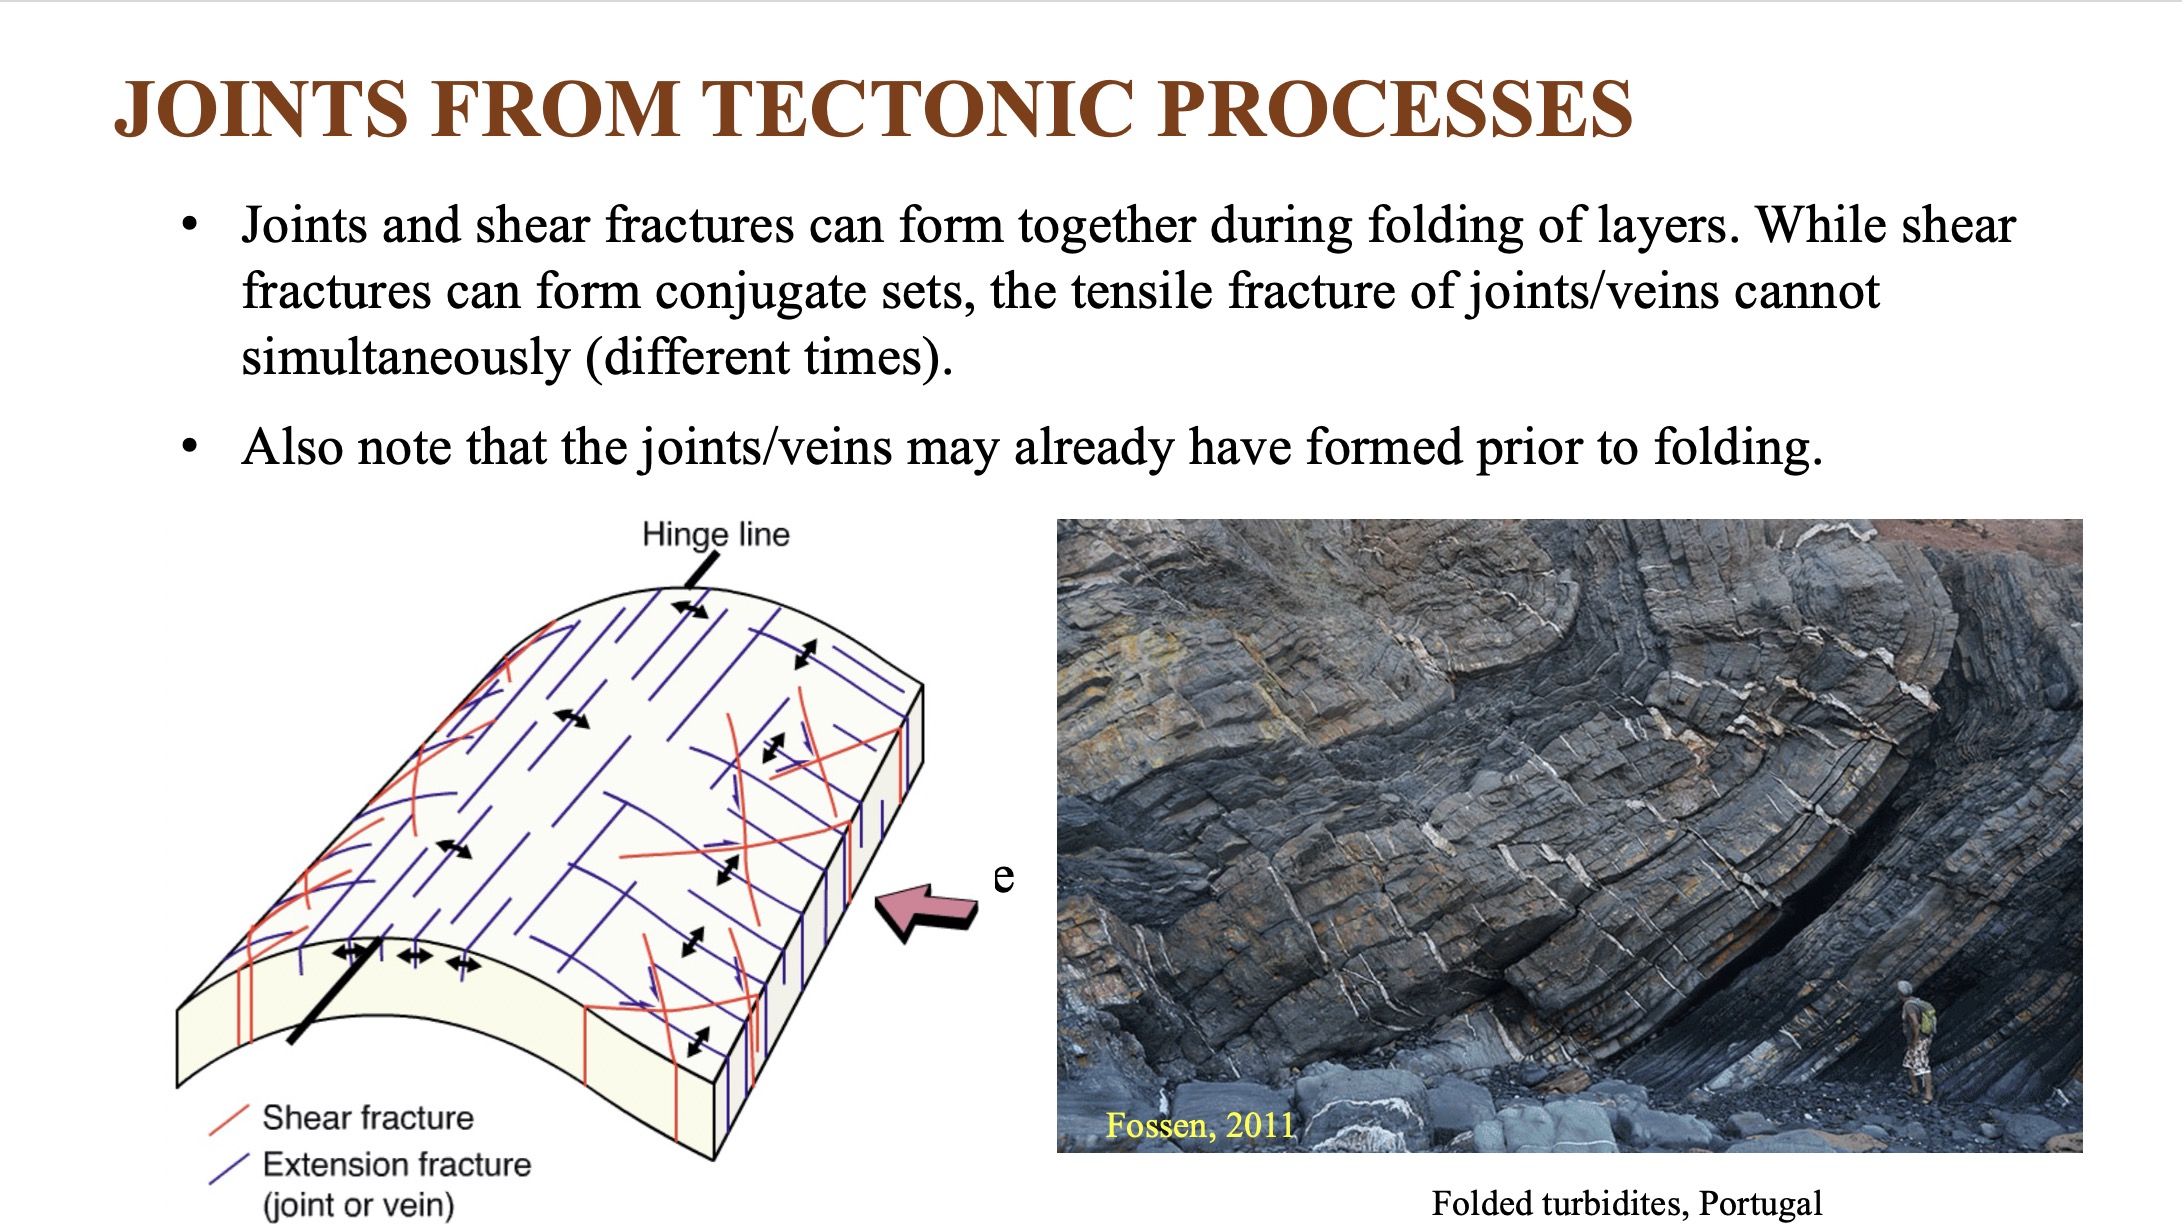 JOINTS FROM TECTONIC PROCESSES
• Joints and shear fractures can form together during folding of layers. While shear
fractures can form conjugate sets, the tensile fracture of joints/veins cannot
simultaneously (different times).
• Also note that the joints/veins may already have formed prior to folding.
Hinge line
e
Shear fracture
Extension fracture
(joint or vein)
Fossen, 2011
Folded turbidites, Portugal